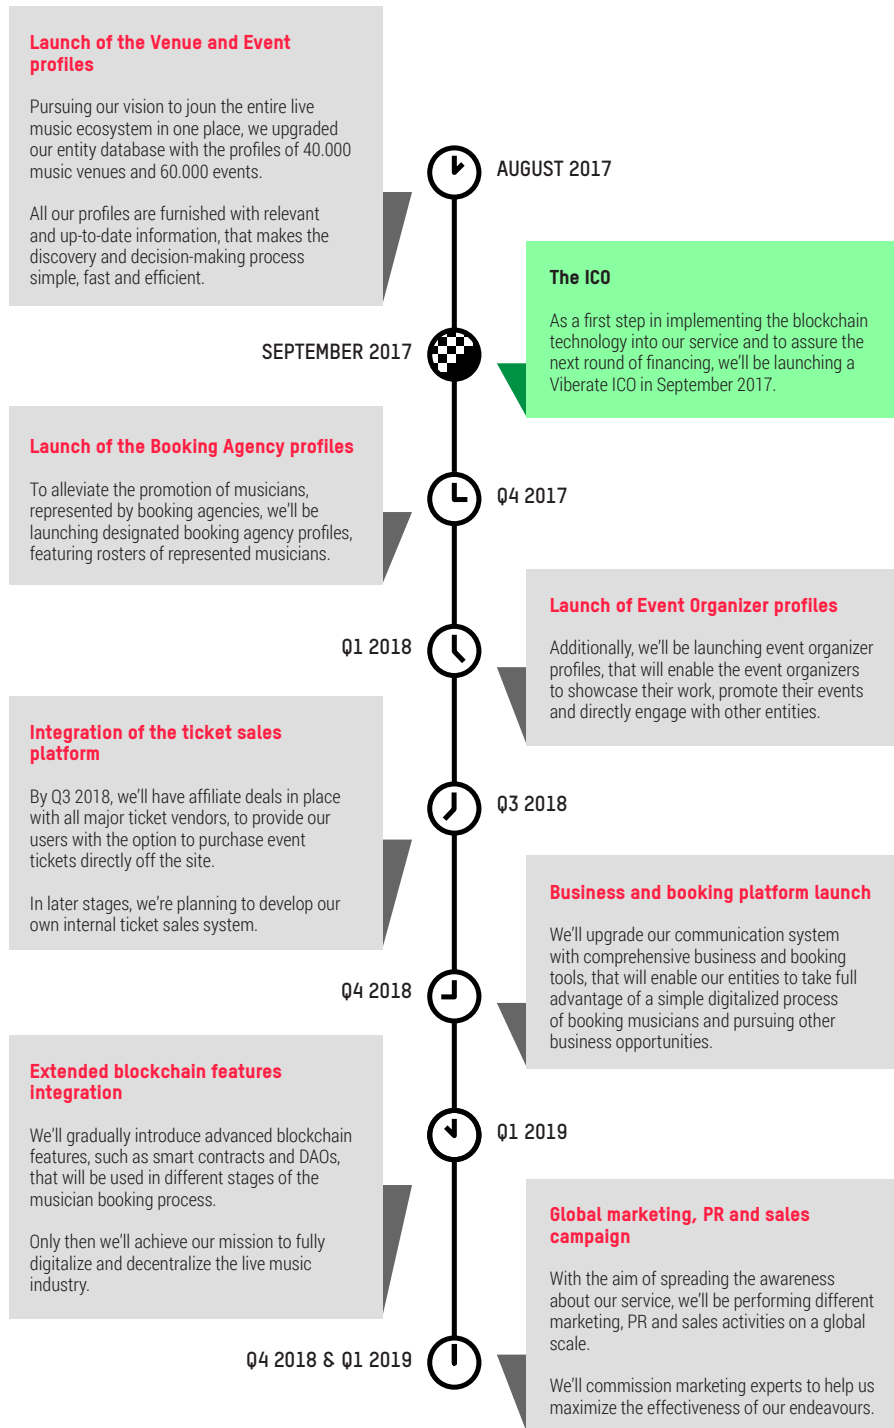 Launch of the Venue and Event
profiles
Pursuing our vision to joun the entire live
music ecosystem in one place, we upgraded
our entity database with the profiles of 40.000
music venues and 60.000 events.
All our profiles are furnished with relevant
and up-to-date information, that makes the
discovery and decision-making process
simple, fast and efficient.
AUGUST 2017
The ICO
As a first step in implementing the blockchain
technology into our service and to assure the
next round of financing, we'll be launching a
Viberate ICO in September 2017.
SEPTEMBER 2017
Launch of the Booking Agency profiles
To alleviate the promotion of musicians,
represented by booking agencies, we'll be
launching designated booking agency profiles,
featuring rosters of represented musicians.
Q4 2017
Launch of Event Organizer profiles
Additionally, we'll be launching event organizer
profiles, that will enable the event organizers
to showcase their work, promote their events
and directly engage with other entities.
Q1 2018
Integration of the ticket sales
platform
By Q3 2018, we'll have affiliate deals in place
with all major ticket vendors, to provide our
users with the option to purchase event
tickets directly off the site.
In later stages, we're planning to develop our
own internal ticket sales system.
Q3 2018
Business and booking platform launch
We'll upgrade our communication system
with comprehensive business and booking
tools, that will enable our entities to take full
advantage of a simple digitalized process
of booking musicians and pursuing other
business opportunities.
Q4 2018
Extended blockchain features
integration
We'll gradually introduce advanced blockchain
features, such as smart contracts and DAOs,
that will be used in different stages of the
musician booking process.
Only then we'll achieve our mission to fully
digitalize and decentralize the live music
industry.
Q1 2019
Global marketing, PR and sales
campaign
With the aim of spreading the awareness
about our service, we'll be performing different
marketing, PR and sales activities on a global
scale.
We'll commission marketing experts to help us
maximize the effectiveness of our endeavours.
Q4 2018 & Q1 2019